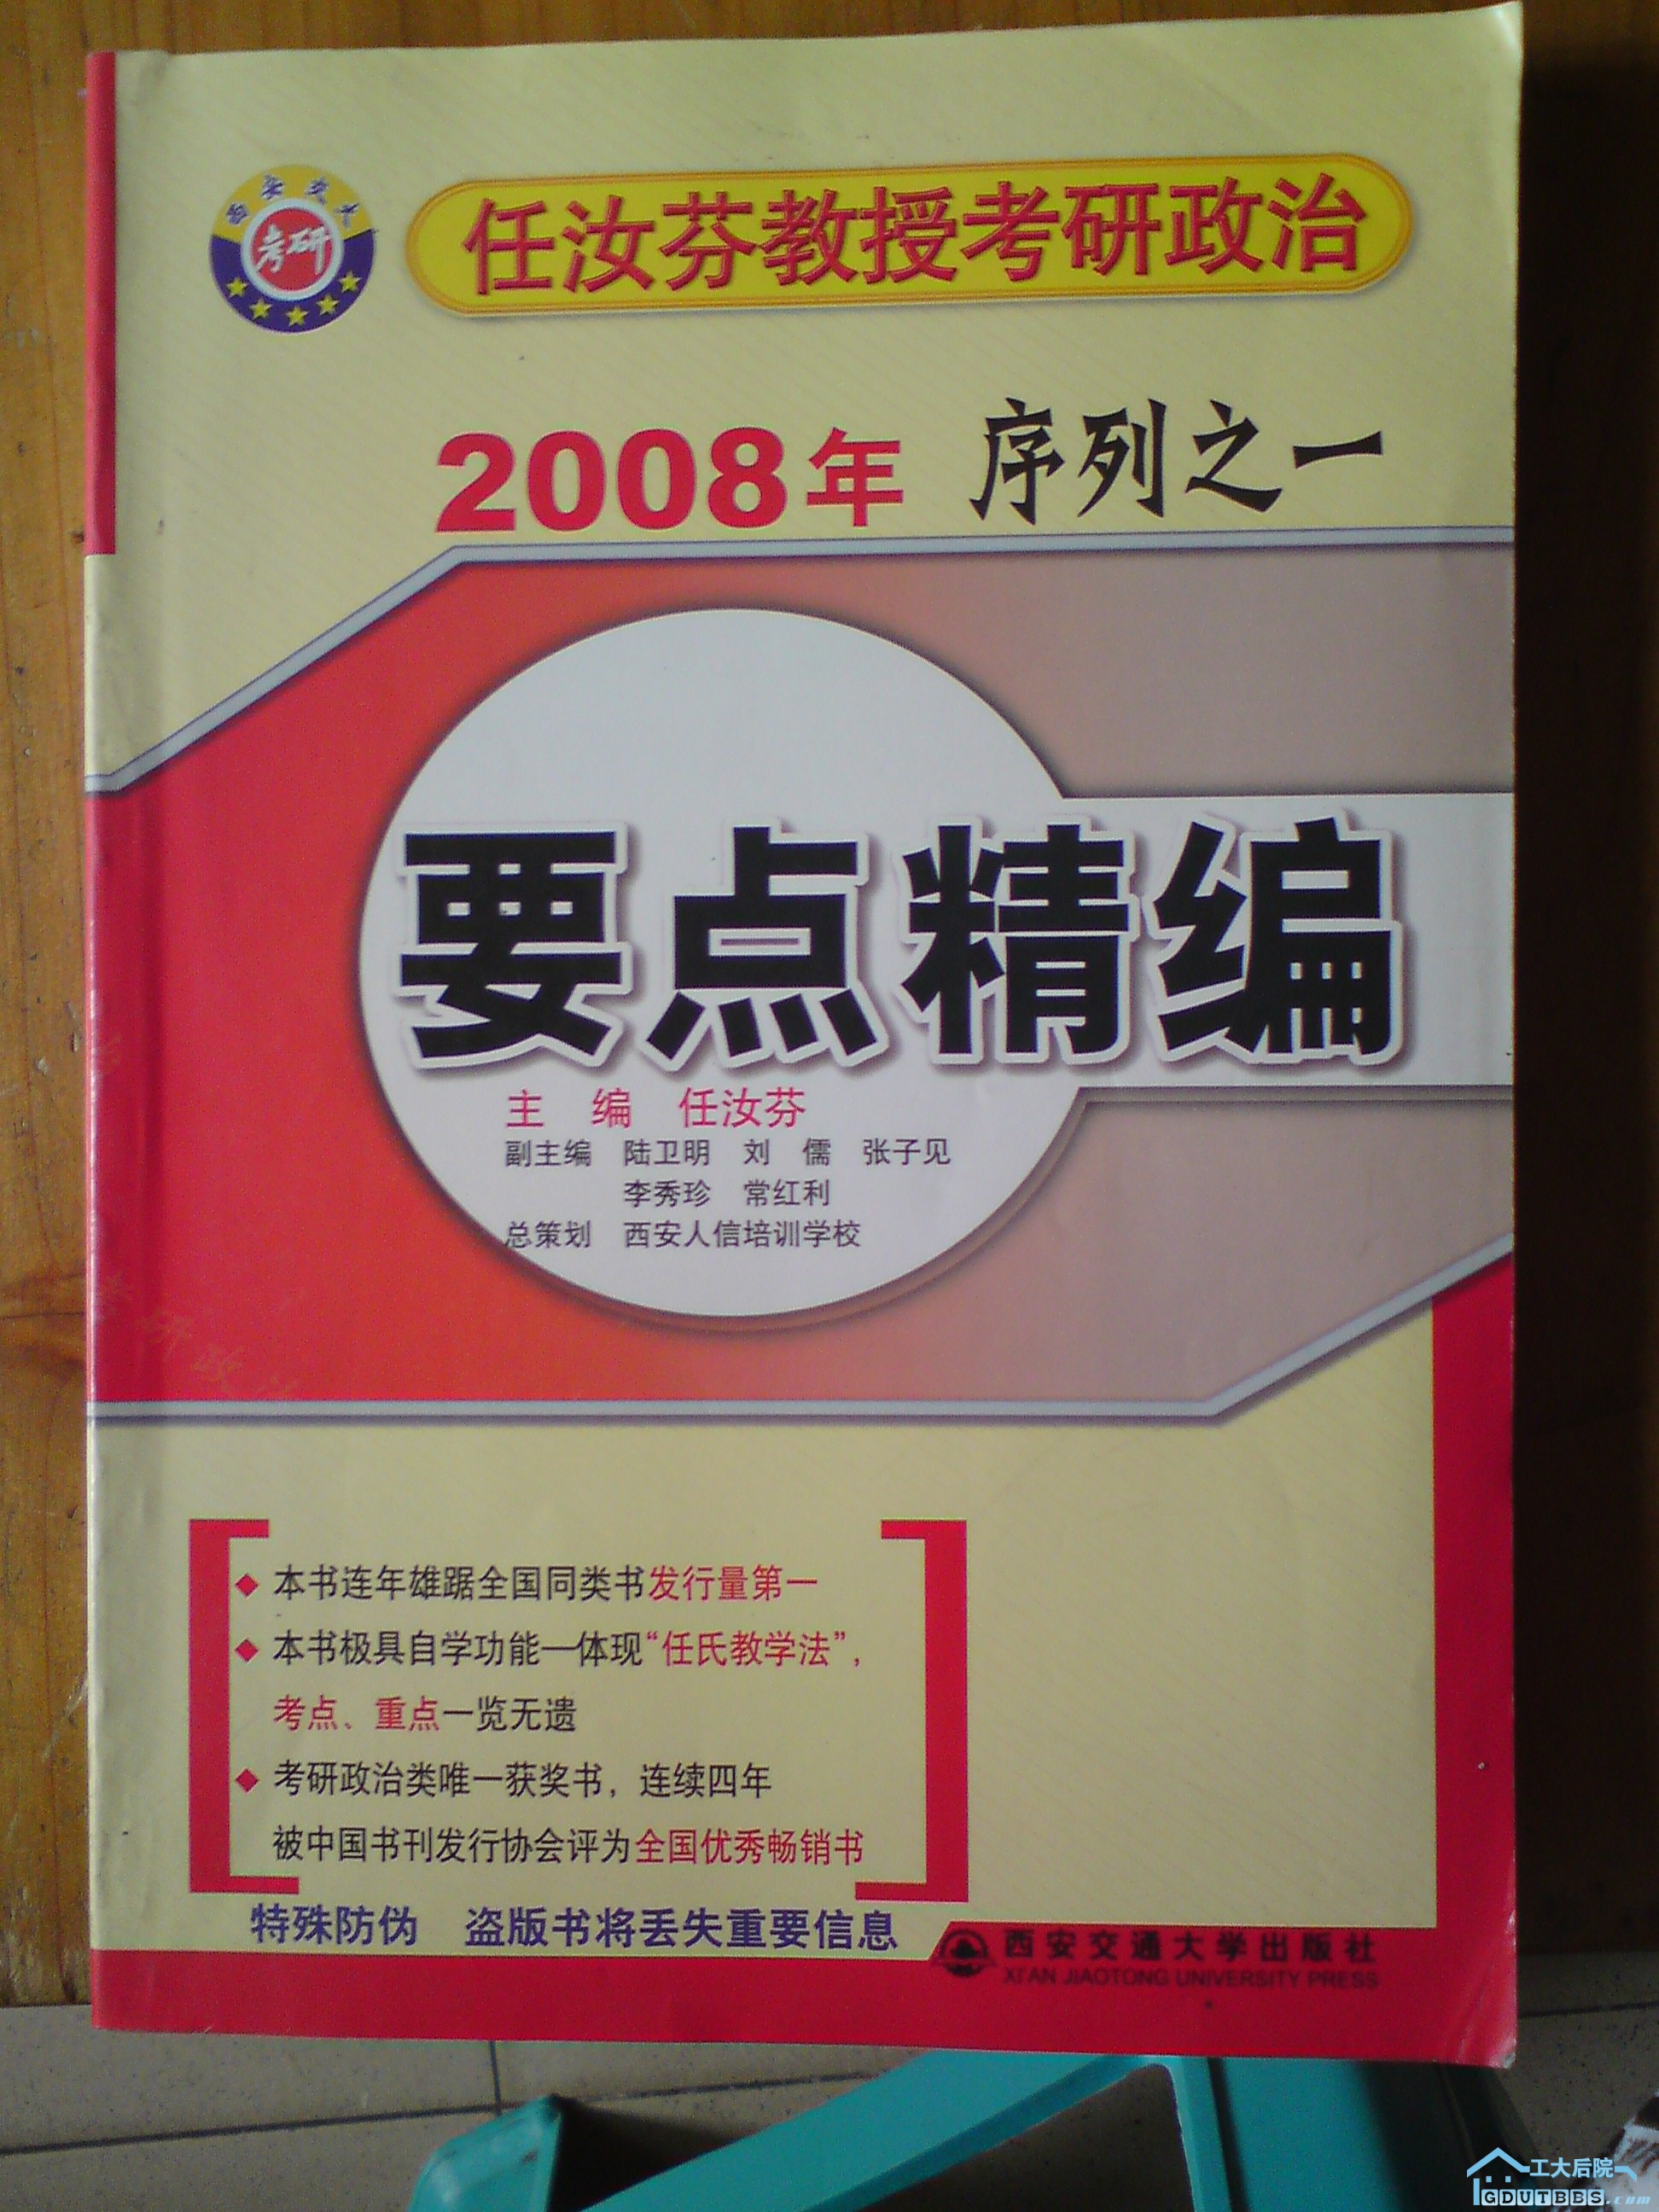 西安交大
考研
任汝芬教授考研政治
2008年 序列之一
要点精编
主 编 任汝芬
副主编 陆卫明 刘 儒 张子见
李秀珍 常红利
总策划 西安人信培训学校
◆ 本书连年雄踞全国同类书发行量第一
◆ 本书极具自学功能—体现“任氏教学法”,
考点、重点一览无遗
◆ 考研政治类唯一获奖书，连续四年
被中国书刊发行协会评为全国优秀畅销书
特殊防伪 盗版书将丢失重要信息
西安交通大学出版社
XI'AN JIAOTONG UNIVERSITY PRESS
工大后院
GDUTBBS.com